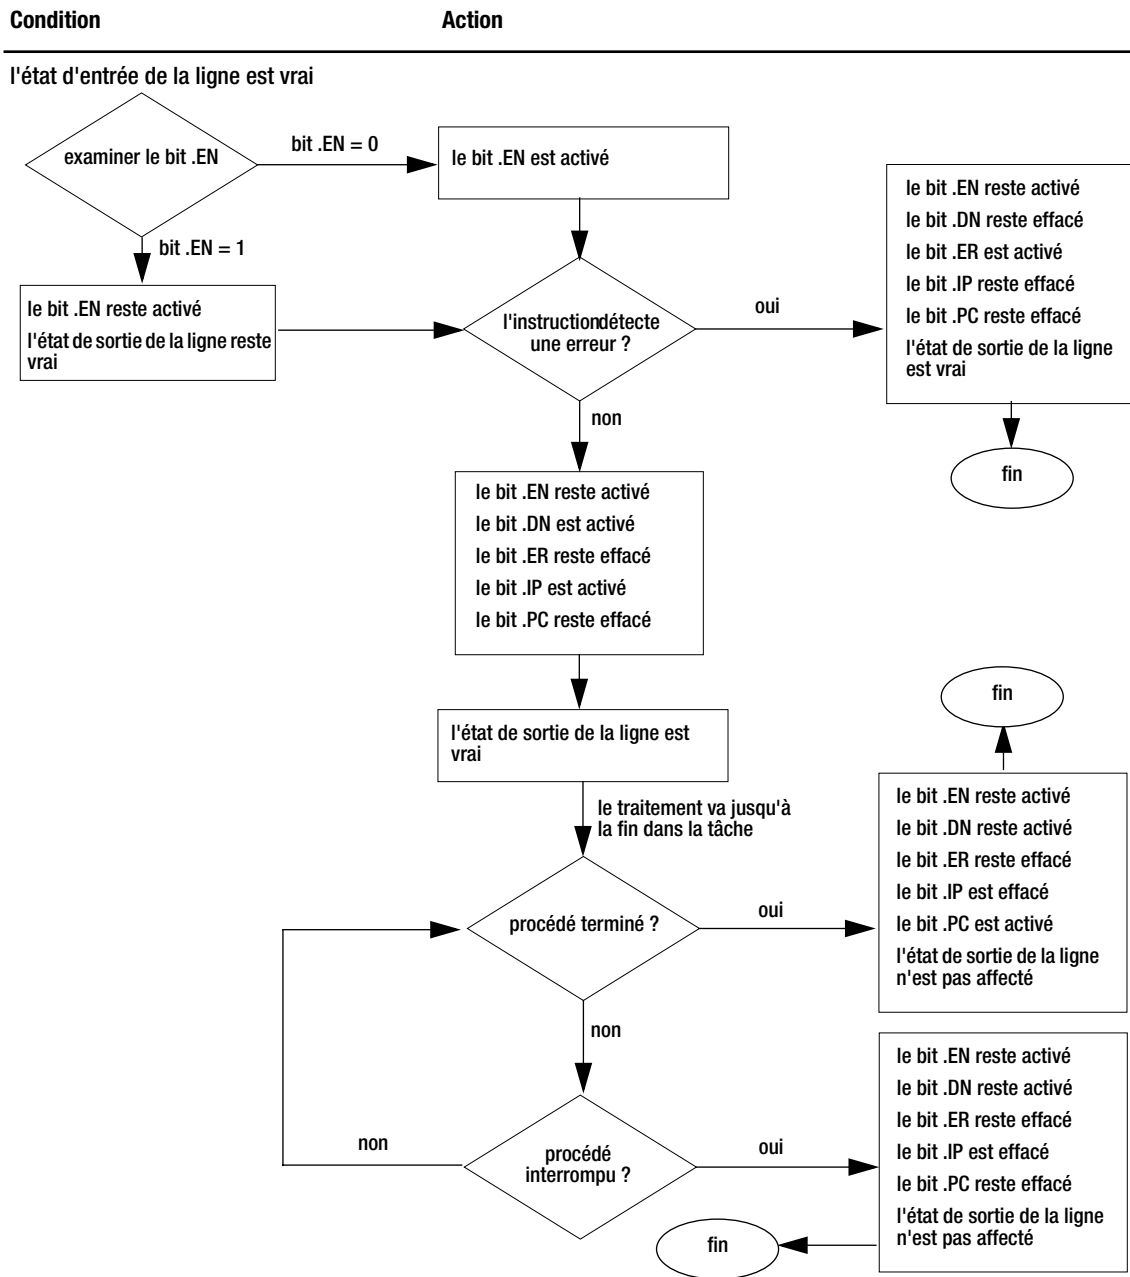 Condition
Action
l'état d'entrée de la ligne est vrai
examiner le bit .EN
bit .EN = 0
le bit .EN est activé
bit .EN = 1
le bit .EN reste activé
l'état de sortie de la ligne reste
vrai
l'instructiondétecte
une erreur ?
oui
le bit .EN reste activé
le bit .DN reste effacé
le bit .ER est activé
le bit .IP reste effacé
le bit .PC reste effacé
l'état de sortie de la ligne
est vrai
fin
non
le bit .EN reste activé
le bit .DN est activé
le bit .ER reste effacé
le bit .IP est activé
le bit .PC reste effacé
l'état de sortie de la ligne est
vrai
le traitement va jusqu'à
la fin dans la tâche
procédé terminé ?
oui
fin
le bit .EN reste activé
le bit .DN reste activé
le bit .ER reste effacé
le bit .IP est effacé
le bit .PC est activé
l'état de sortie de la ligne
n'est pas affecté
non
procédé
interrompu ?
non
oui
le bit .EN reste activé
le bit .DN reste activé
le bit .ER reste effacé
le bit .IP est effacé
le bit .PC reste effacé
l'état de sortie de la ligne
n'est pas affecté
fin